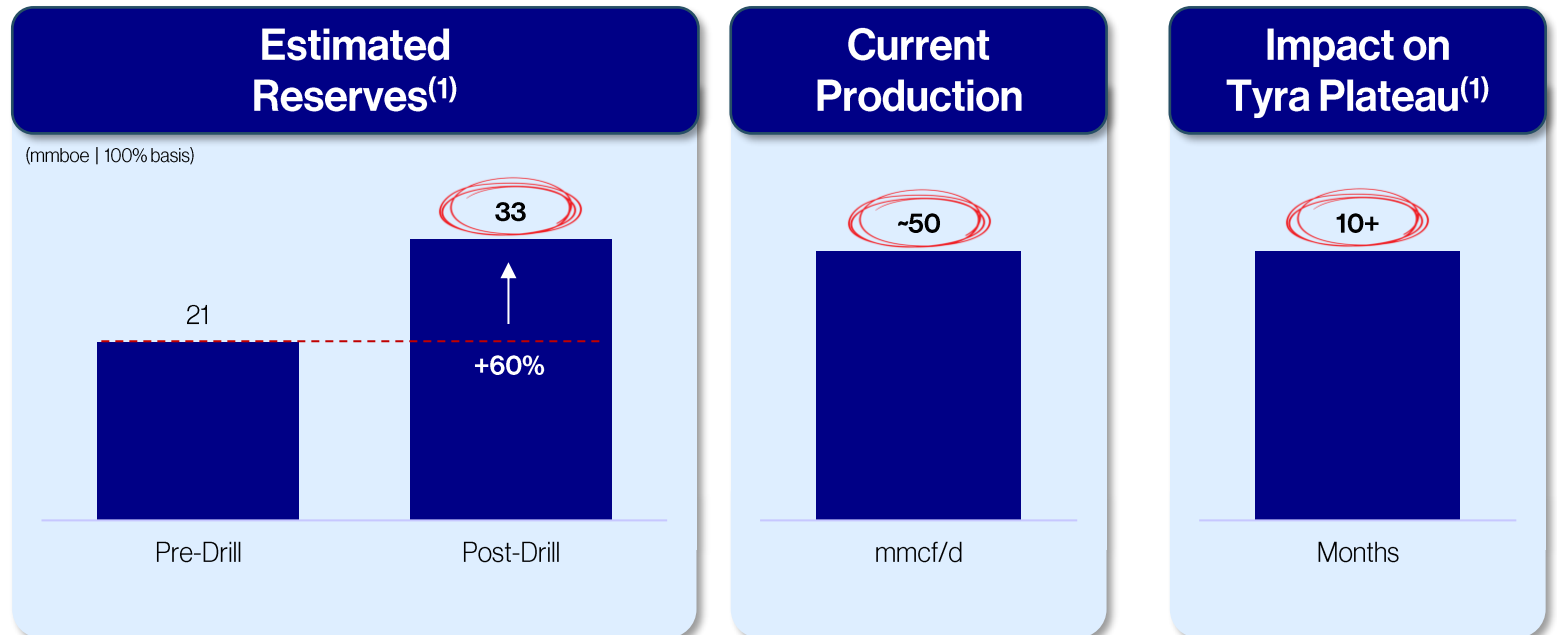 Estimated
Reserves(1)
(mmboe | 100% basis)
33
21
+60%
Pre-Drill
Post-Drill
Current
Production
~50
mmcf/d
Impact on
Tyra Plateau(1)
10+
Months